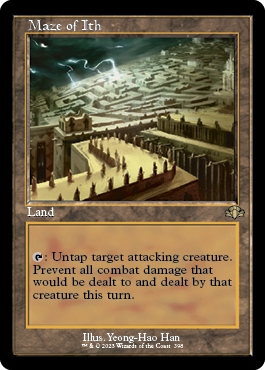 Maze of Ith
Land
: Untap target attacking creature.
Prevent all combat damage that
would be dealt to and dealt by that
creature this turn.
Illus. Yeong-Hao Han
™ & © 2023 Wizards of the Coast 398